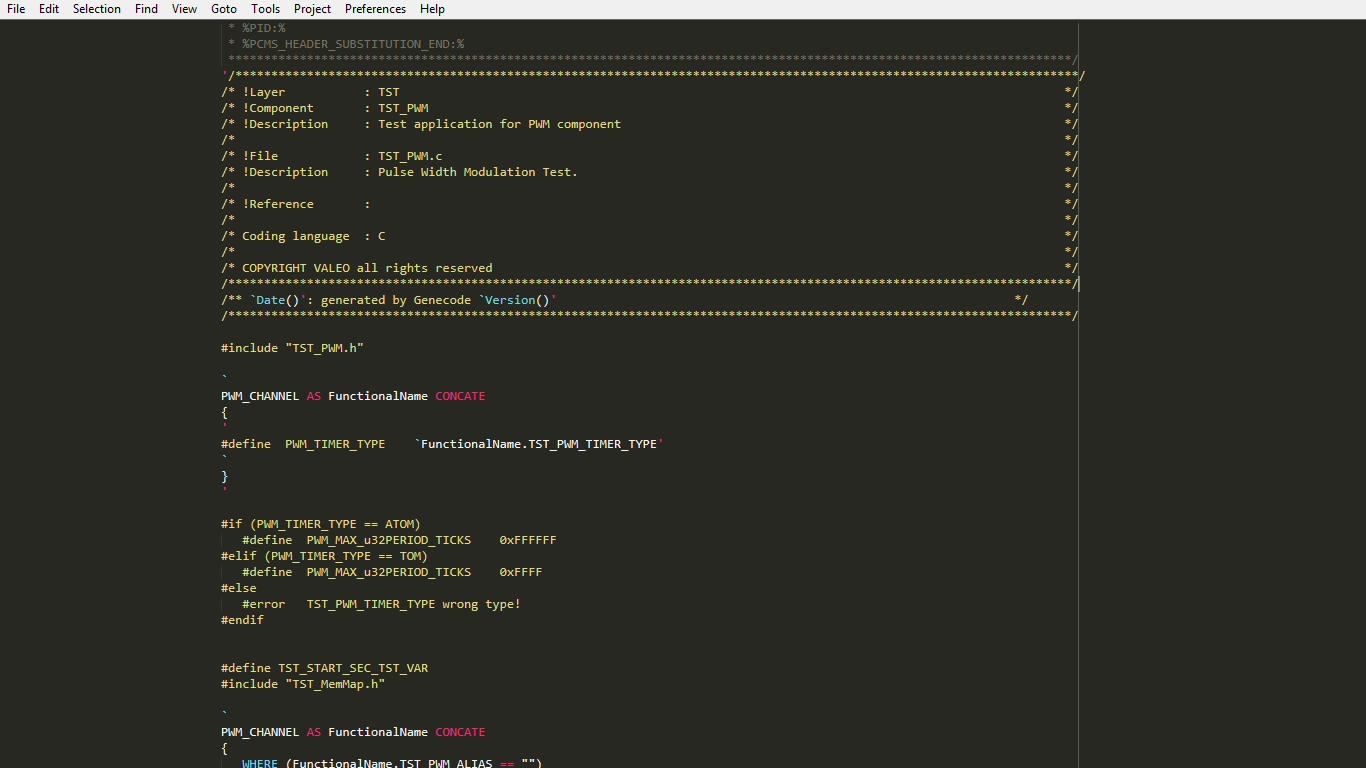 File Edit Selection Find View Goto Tools Project Preferences Help
 * %PID:%
 * %PCMS_HEADER_SUBSTITUTION_END:%
 **********************************************************************************************************************/
'/**********************************************************************************************************************/
/* !Layer           : TST                                                                                             */
/* !Component       : TST_PWM                                                                                         */
/* !Description     : Test application for PWM component                                                              */
/*                                                                                                                    */
/* !File            : TST_PWM.c                                                                                       */
/* !Description     : Pulse Width Modulation Test.                                                                    */
/*                                                                                                                    */
/* !Reference       :                                                                                                 */
/*                                                                                                                    */
/* Coding language  : C                                                                                               */
/*                                                                                                                    */
/* COPYRIGHT VALEO all rights reserved                                                                                */
/**********************************************************************************************************************/
/** `Date()': generated by Genecode `Version()'                                                                */
/**********************************************************************************************************************/
#include "TST_PWM.h"
`
PWM_CHANNEL AS FunctionalName CONCATE
{
'
#define  PWM_TIMER_TYPE    `FunctionalName.TST_PWM_TIMER_TYPE'
`
}
'
#if (PWM_TIMER_TYPE == ATOM)
   #define  PWM_MAX_u32PERIOD_TICKS    0xFFFFFF
#elif (PWM_TIMER_TYPE == TOM)
   #define  PWM_MAX_u32PERIOD_TICKS    0xFFFF
#else
   #error   TST_PWM_TIMER_TYPE wrong type!
#endif
#define TST_START_SEC_TST_VAR
#include "TST_MemMap.h"
`
PWM_CHANNEL AS FunctionalName CONCATE
{
   WHERE (FunctionalName.TST_PWM_ALIAS == "")